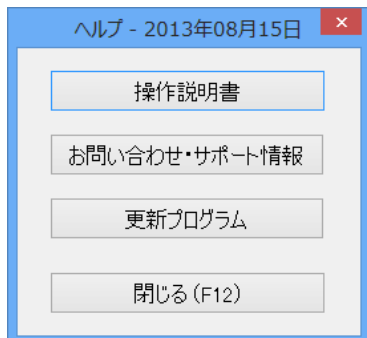 ヘルプ - 2013年08月15日
操作説明書
お問い合わせ・サポート情報
更新プログラム
閉じる(F12)